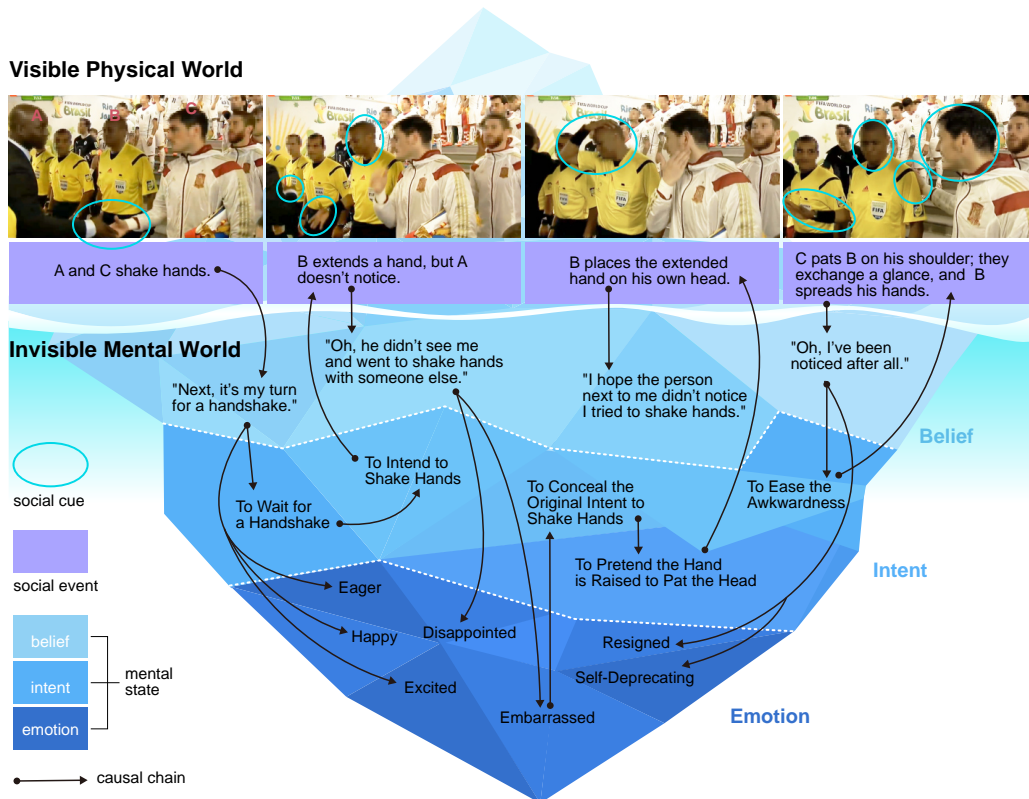 Visible Physical World
A
B
C
FIFA WORLD CUP
Brasil
FIFA
A and C shake hands.
B extends a hand, but A
doesn't notice.
B places the extended
hand on his own head.
C pats B on his shoulder; they
exchange a glance, and B
spreads his hands.
Invisible Mental World
"Next, it's my turn
for a handshake."
"Oh, he didn't see me
and went to shake hands
with someone else."
"I hope the person
next to me didn't notice
I tried to shake hands."
"Oh, I've been
noticed after all."
Belief
To Wait for
a Handshake
To Intend to
Shake Hands
To Conceal the
Original Intent to
Shake Hands
To Pretend the Hand
is Raised to Pat the Head
To Ease the
Awkwardness
Intent
Eager
Happy
Excited
Disappointed
Embarrassed
Resigned
Self-Deprecating
Emotion
social cue
social event
belief
intent
emotion
mental
state
causal chain